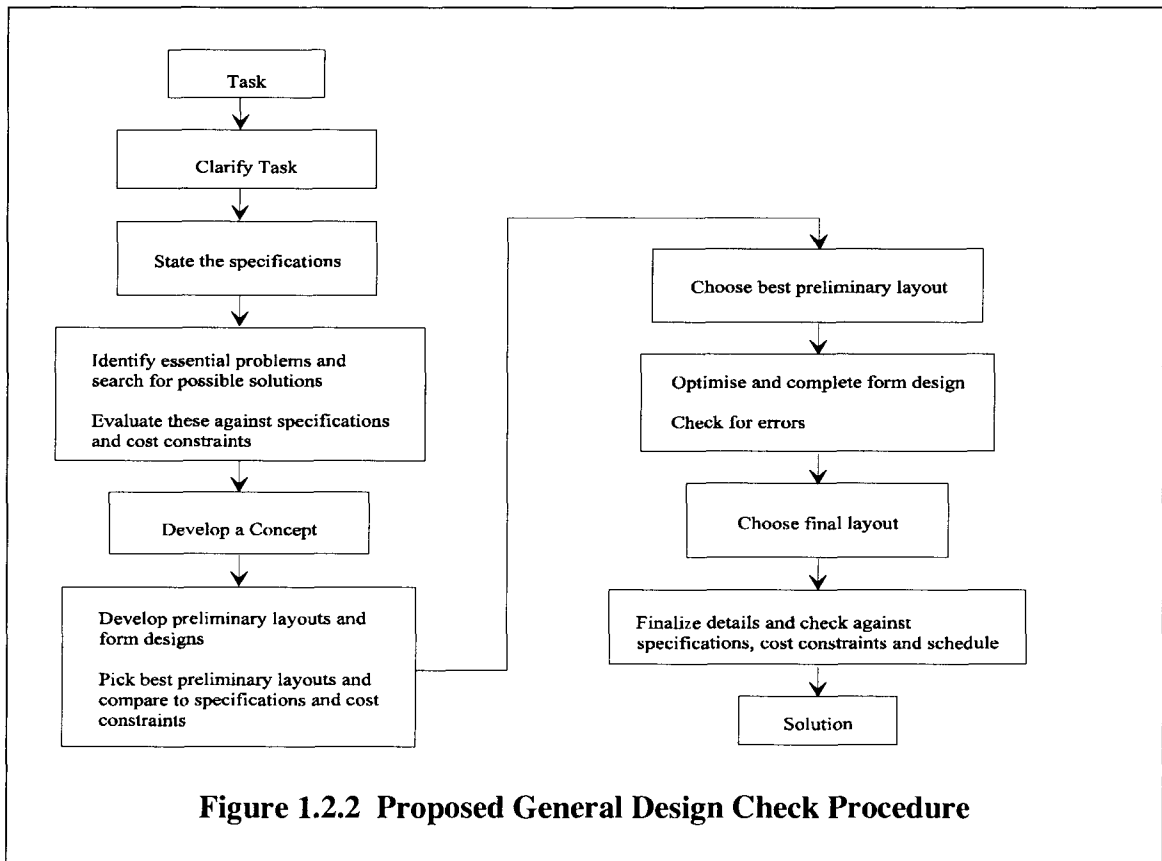 Task
Clarify Task
State the specifications
Identify essential problems and
search for possible solutions
Evaluate these against specifications
and cost constraints
Develop a Concept
Develop preliminary layouts and
form designs
Pick best preliminary layouts and
compare to specifications and cost
constraints
Choose best preliminary layout
Optimise and complete form design
Check for errors
Choose final layout
Finalize details and check against
specifications, cost constraints and schedule
Solution
Figure 1.2.2 Proposed General Design Check Procedure